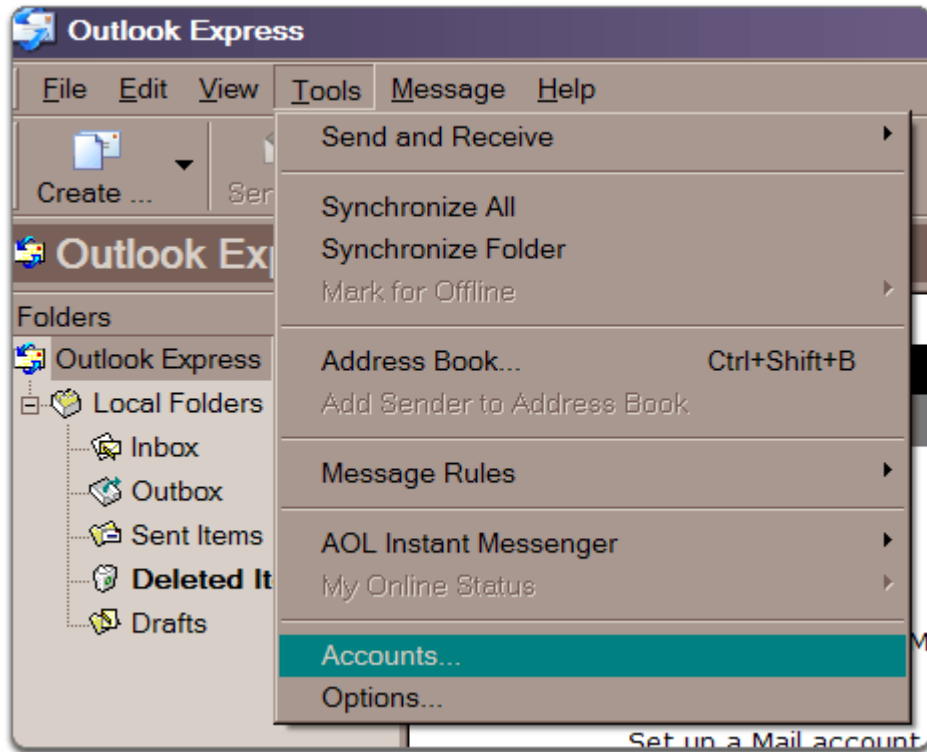 Outlook Express
File Edit View Tools Message Help
Send and Receive
Create ... Ser
Synchronize All
Synchronize Folder
Outlook Ex
Mark for Offline
Folders
Outlook Express
Address Book... Ctrl+Shift+B
Local Folders
Add Sender to Address Book
Inbox
Message Rules
Outbox
Sent Items
AOL Instant Messenger
Deleted It
My Online Status
Drafts
Accounts...
Options...
Set up a Mail account